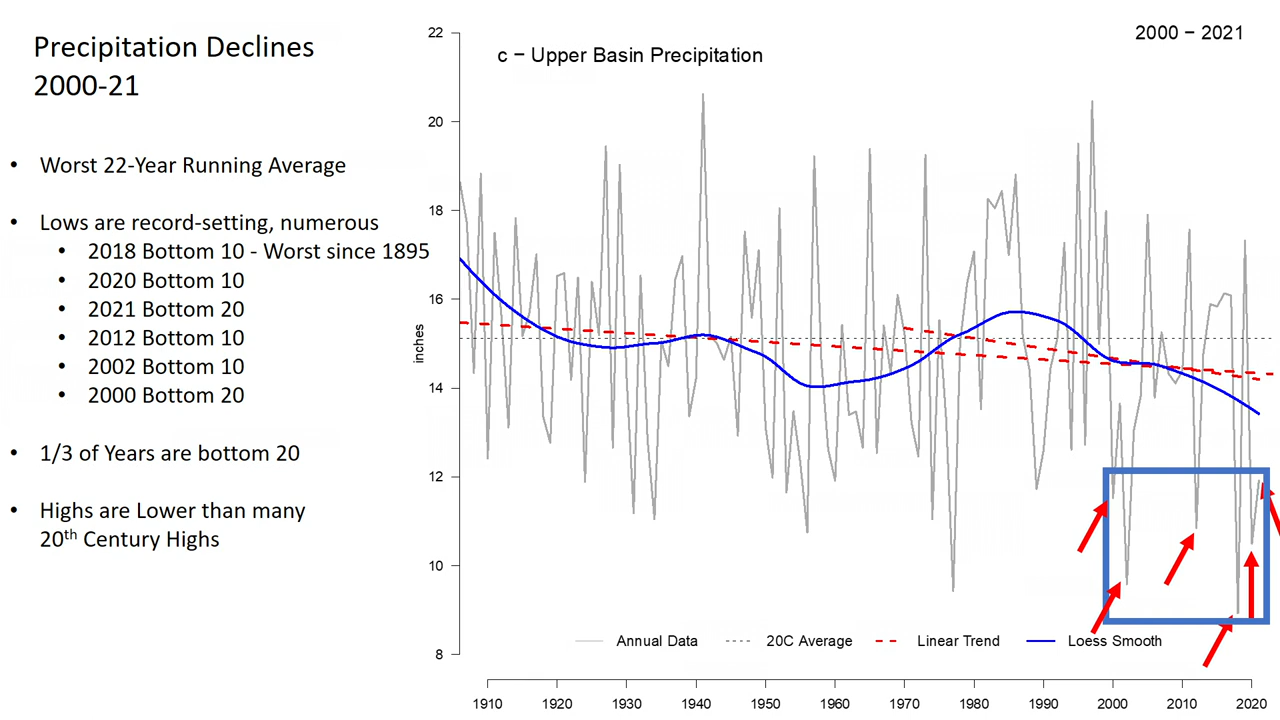 Precipitation Declines
2000-21
• Worst 22-Year Running Average
• Lows are record-setting, numerous
• 2018 Bottom 10 - Worst since 1895
• 2020 Bottom 10
• 2021 Bottom 20
• 2012 Bottom 10
• 2002 Bottom 10
• 2000 Bottom 20
• 1/3 of Years are bottom 20
• Highs are Lower than many
20th Century Highs
2000 − 2021
c − Upper Basin Precipitation
inches
22
20
18
16
14
12
10
8
Annual Data 20C Average Linear Trend Loess Smooth
1910 1920 1930 1940 1950 1960 1970 1980 1990 2000 2010 2020